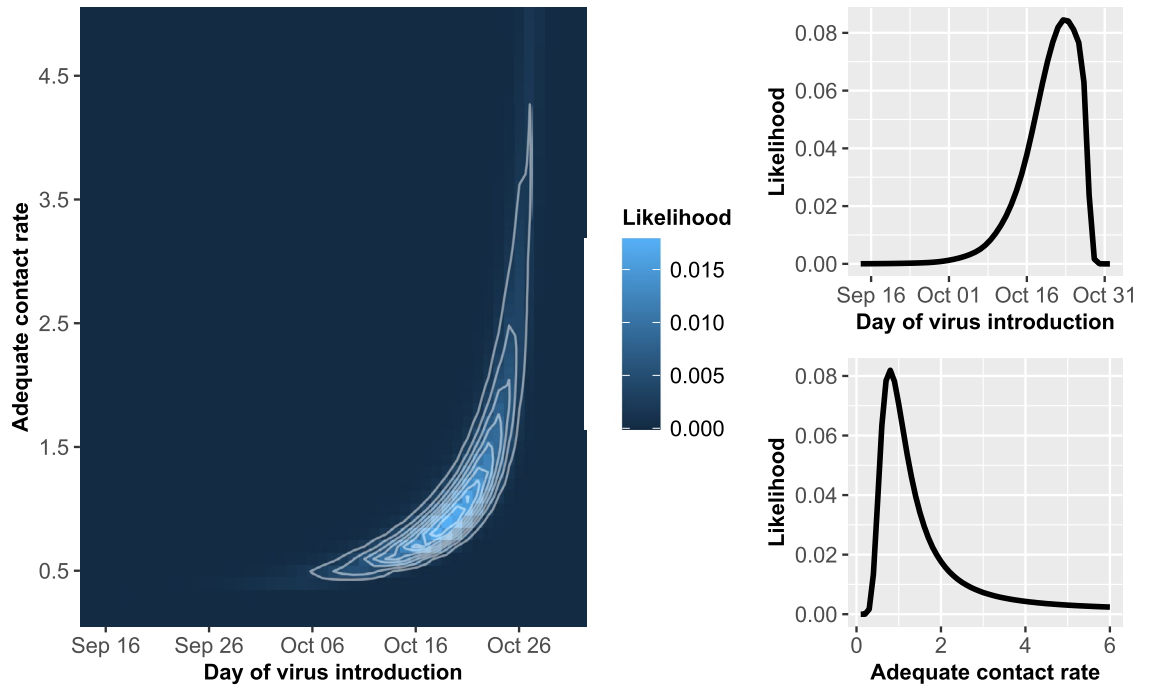 Adequate contact rate
4.5
3.5
2.5
1.5
0.5
Sep 16 Sep 26 Oct 06 Oct 16 Oct 26
Day of virus introduction
Likelihood
0.015
0.010
0.005
0.000
Likelihood
0.08
0.06
0.04
0.02
0.00
Sep 16 Oct 01 Oct 16 Oct 31
Day of virus introduction
Likelihood
0.08
0.06
0.04
0.02
0.00
0 2 4 6
Adequate contact rate